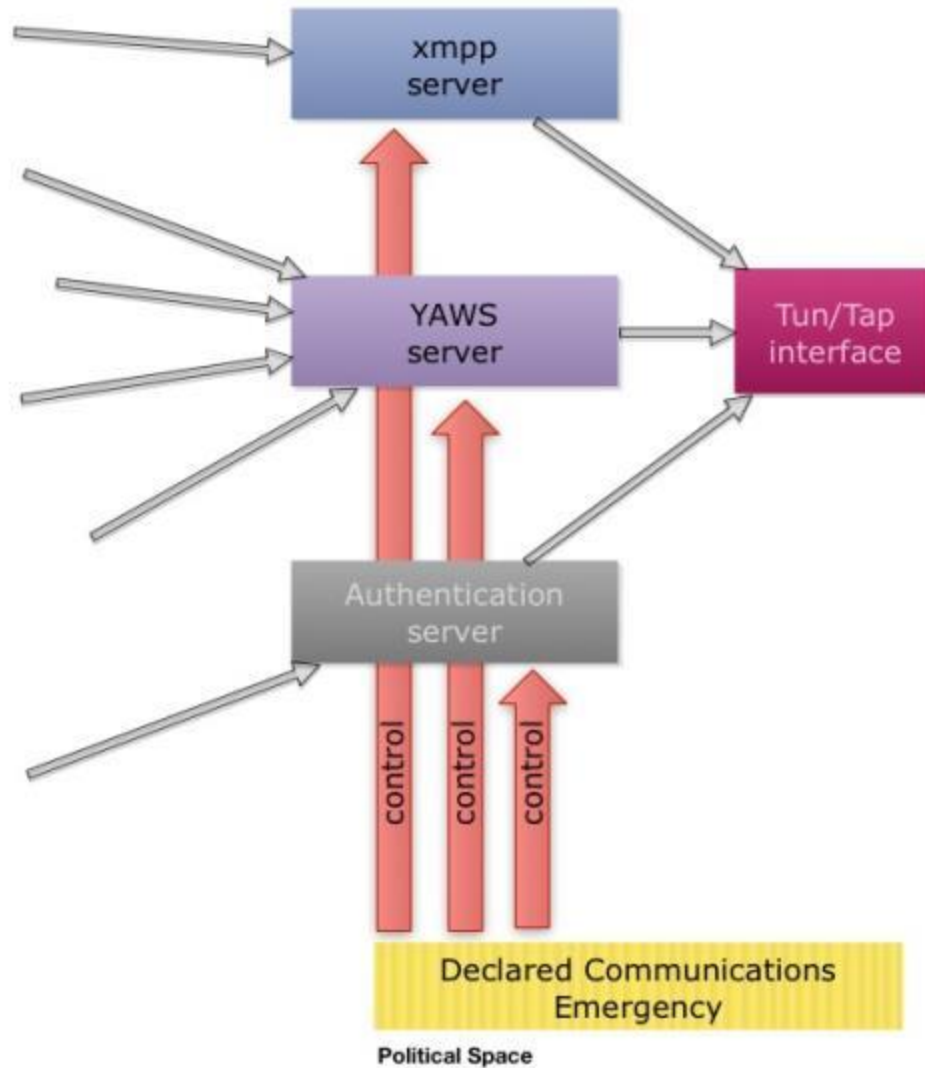 xmpp
server
YAWS
server
Tun/Tap
interface
Authentication
server
control
control
control
Declared Communications
Emergency
Political Space